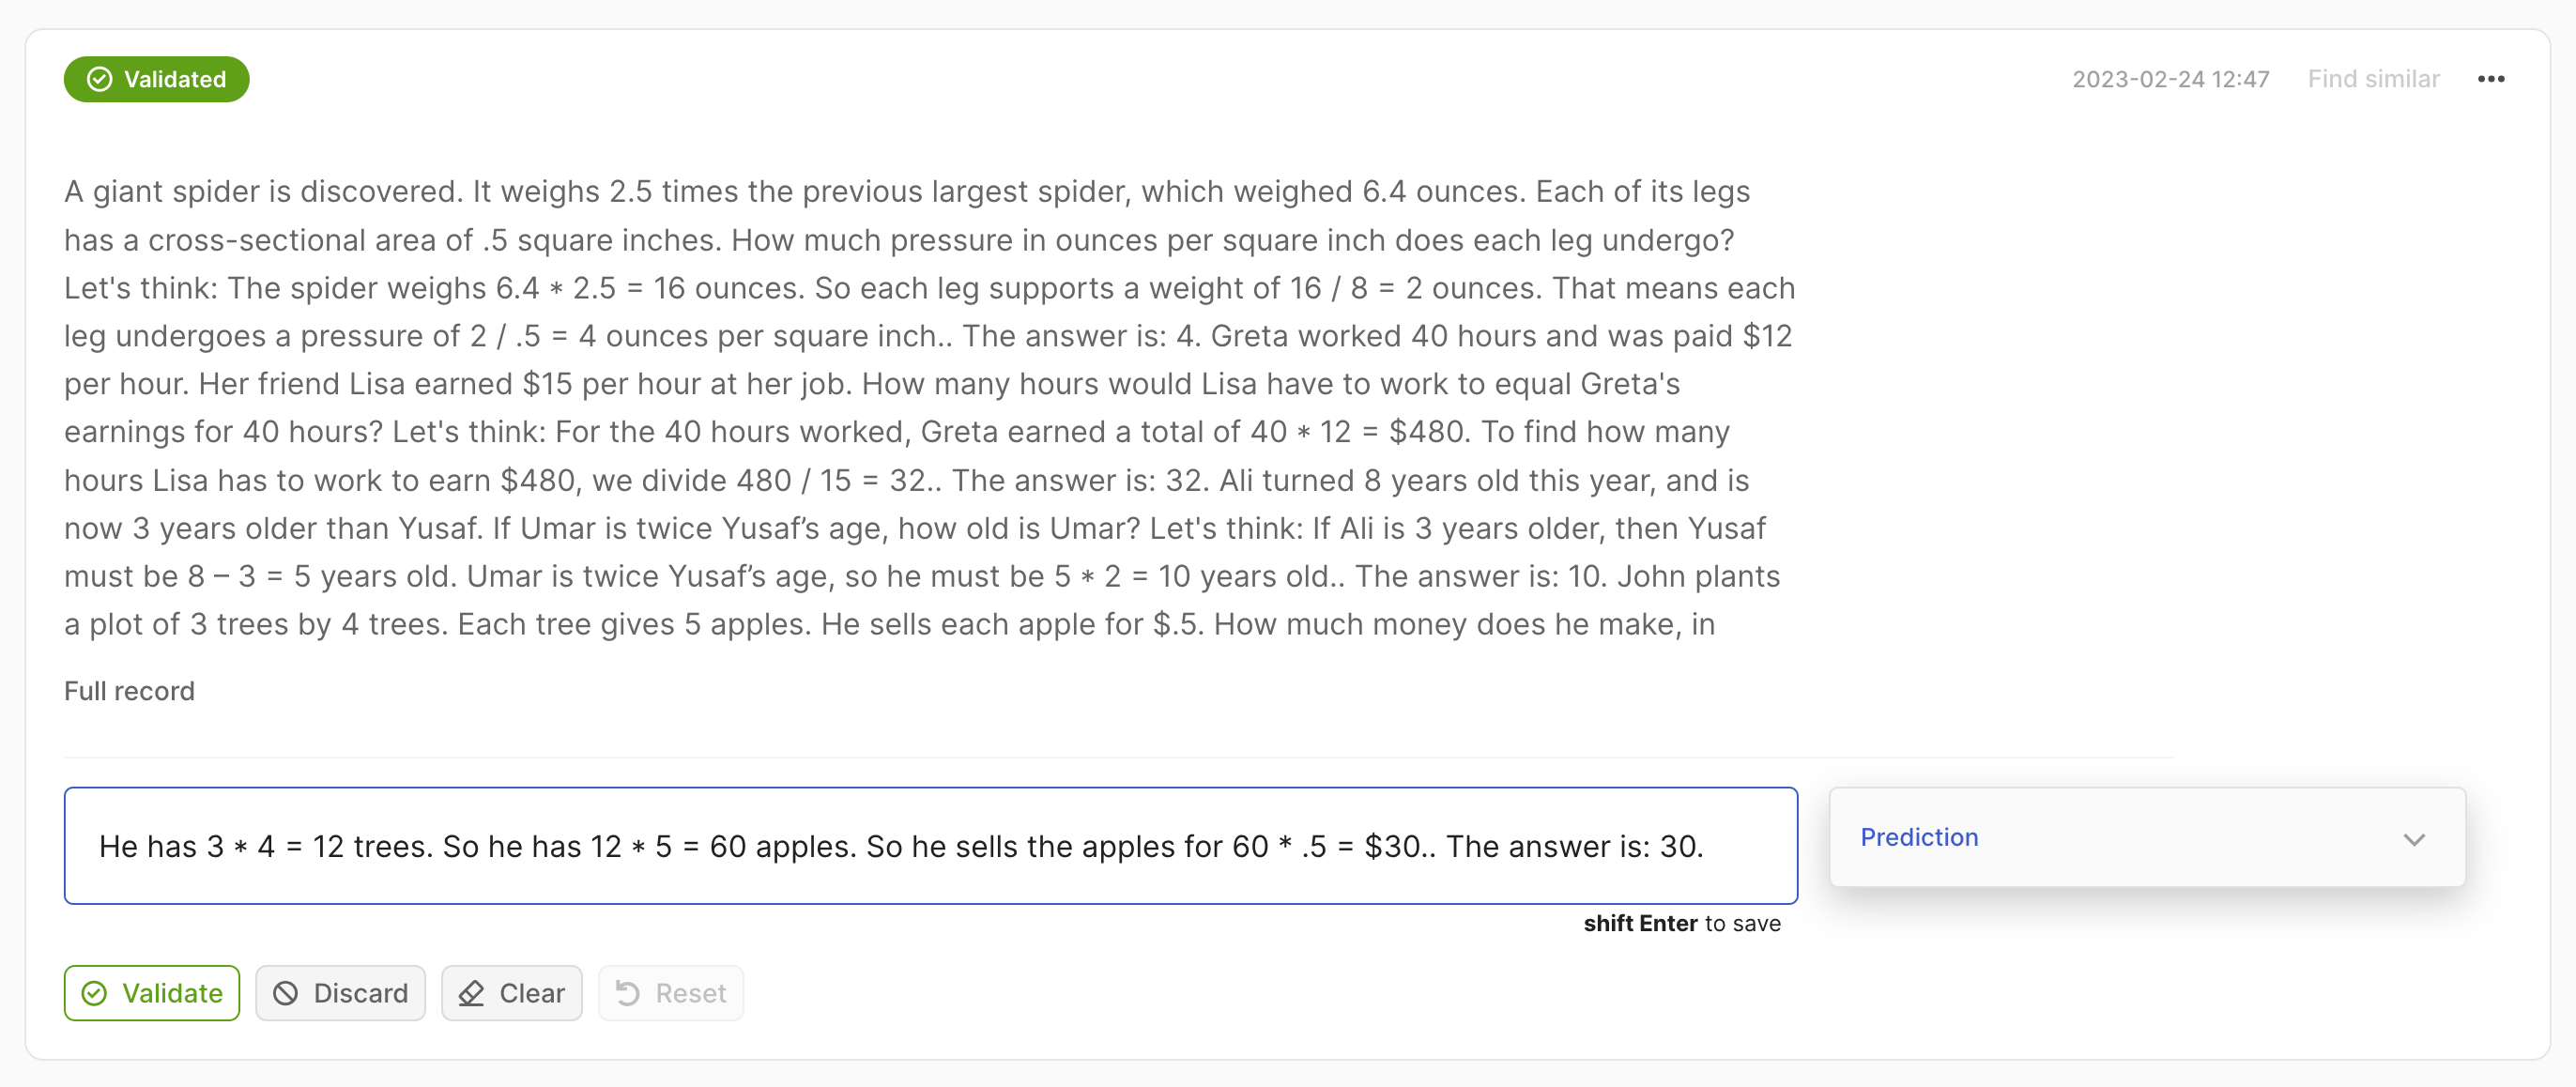 Validated
2023-02-24 12:47 Find similar
A giant spider is discovered. It weighs 2.5 times the previous largest spider, which weighed 6.4 ounces. Each of its legs
has a cross-sectional area of .5 square inches. How much pressure in ounces per square inch does each leg undergo?
Let's think: The spider weighs 6.4 * 2.5 = 16 ounces. So each leg supports a weight of 16 / 8 = 2 ounces. That means each
leg undergoes a pressure of 2 / .5 = 4 ounces per square inch.. The answer is: 4. Greta worked 40 hours and was paid $12
per hour. Her friend Lisa earned $15 per hour at her job. How many hours would Lisa have to work to equal Greta's
earnings for 40 hours? Let's think: For the 40 hours worked, Greta earned a total of 40 * 12 = $480. To find how many
hours Lisa has to work to earn $480, we divide 480 / 15 = 32.. The answer is: 32. Ali turned 8 years old this year, and is
now 3 years older than Yusaf. If Umar is twice Yusaf’s age, how old is Umar? Let's think: If Ali is 3 years older, then Yusaf
must be 8 – 3 = 5 years old. Umar is twice Yusaf’s age, so he must be 5 * 2 = 10 years old.. The answer is: 10. John plants
a plot of 3 trees by 4 trees. Each tree gives 5 apples. He sells each apple for $.5. How much money does he make, in
Full record
He has 3 * 4 = 12 trees. So he has 12 * 5 = 60 apples. So he sells the apples for 60 * .5 = $30.. The answer is: 30.
Prediction
shift Enter to save
Validate Discard Clear Reset